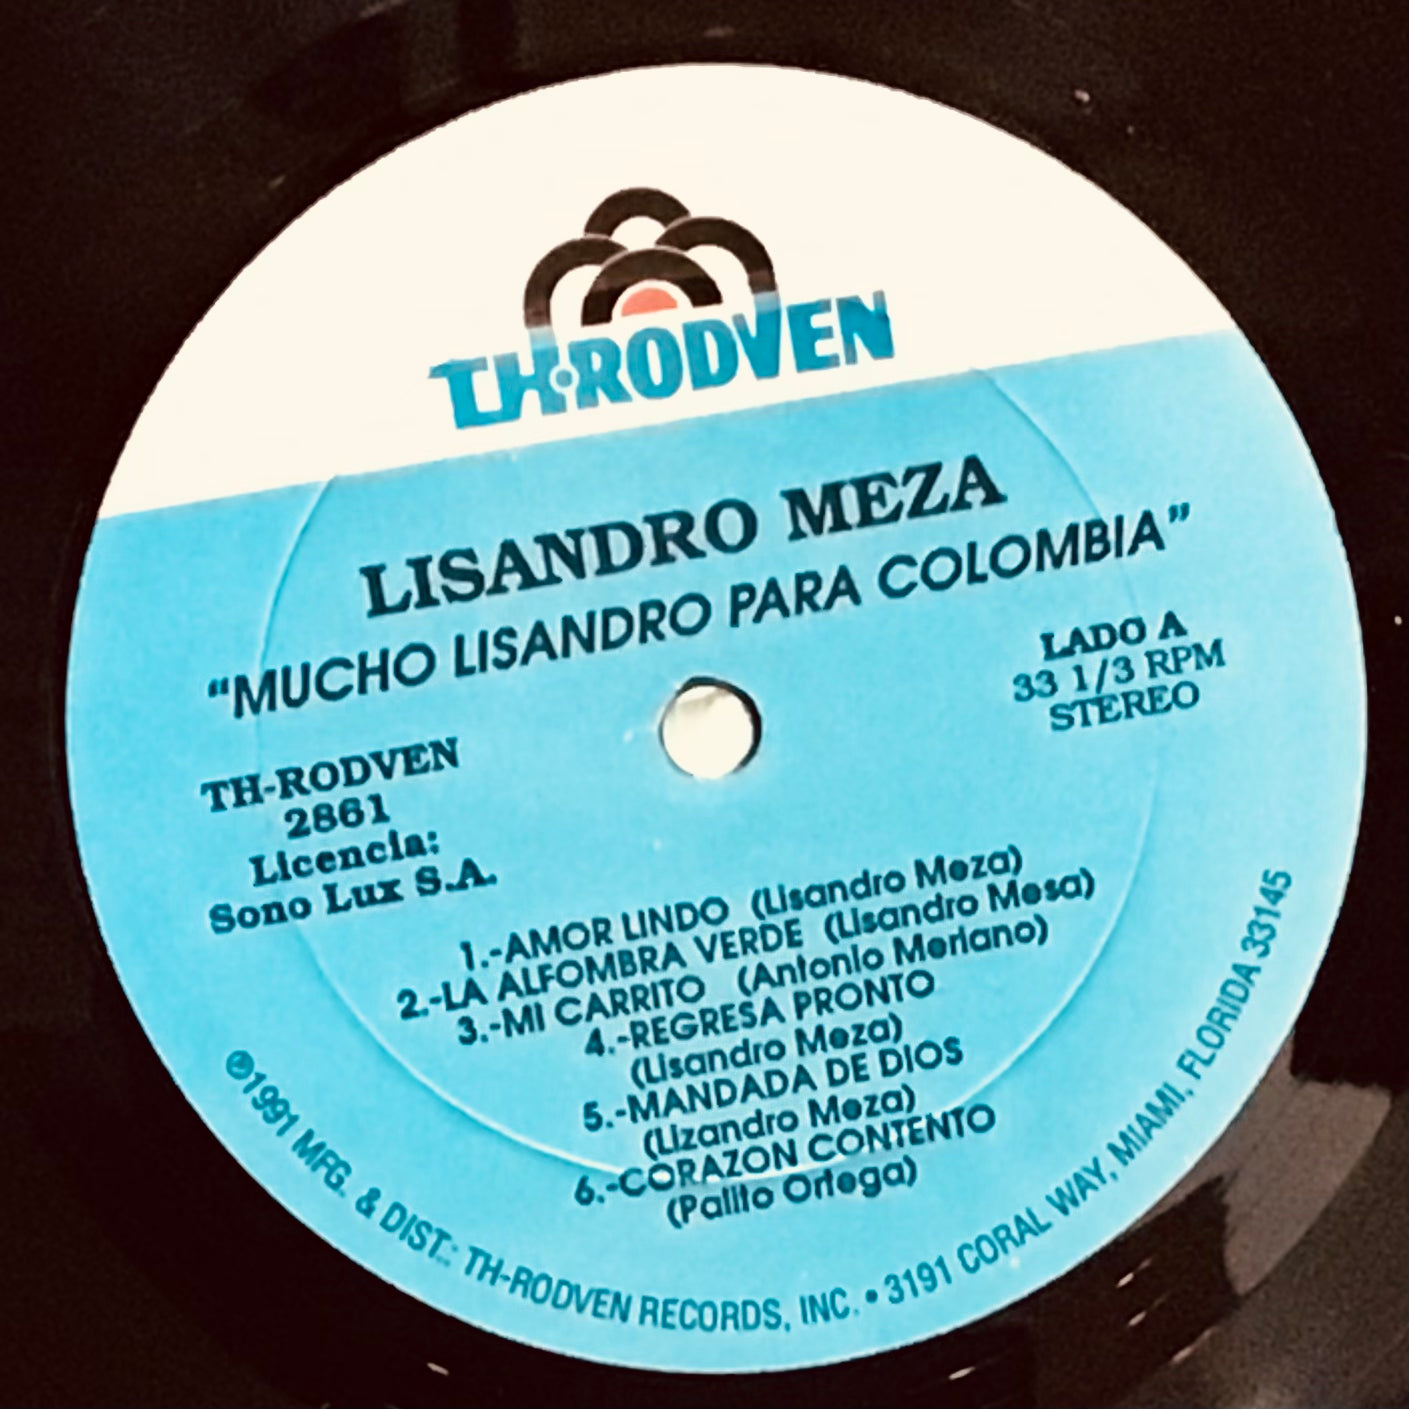 TH·RODVEN
LISANDRO MEZA
"MUCHO LISANDRO PARA COLOMBIA"
LADO A
33 1/3 RPM
STEREO
TH-RODVEN
2861
Licencia:
Sono Lux S.A.
1.-AMOR LINDO (Lisandro Meza)
2.-LA ALFOMBRA VERDE (Lisandro Mesa)
3.-MI CARRITO (Antonio Meriano)
4.-REGRESA PRONTO
(Lisandro Meza)
5.-MANDADA DE DIOS
(Lizandro Meza)
6.-CORAZON CONTENTO
(Palito Ortega)
℗1991 MFG. & DIST.: TH-RODVEN RECORDS, INC. • 3191 CORAL WAY, MIAMI, FLORIDA 33145